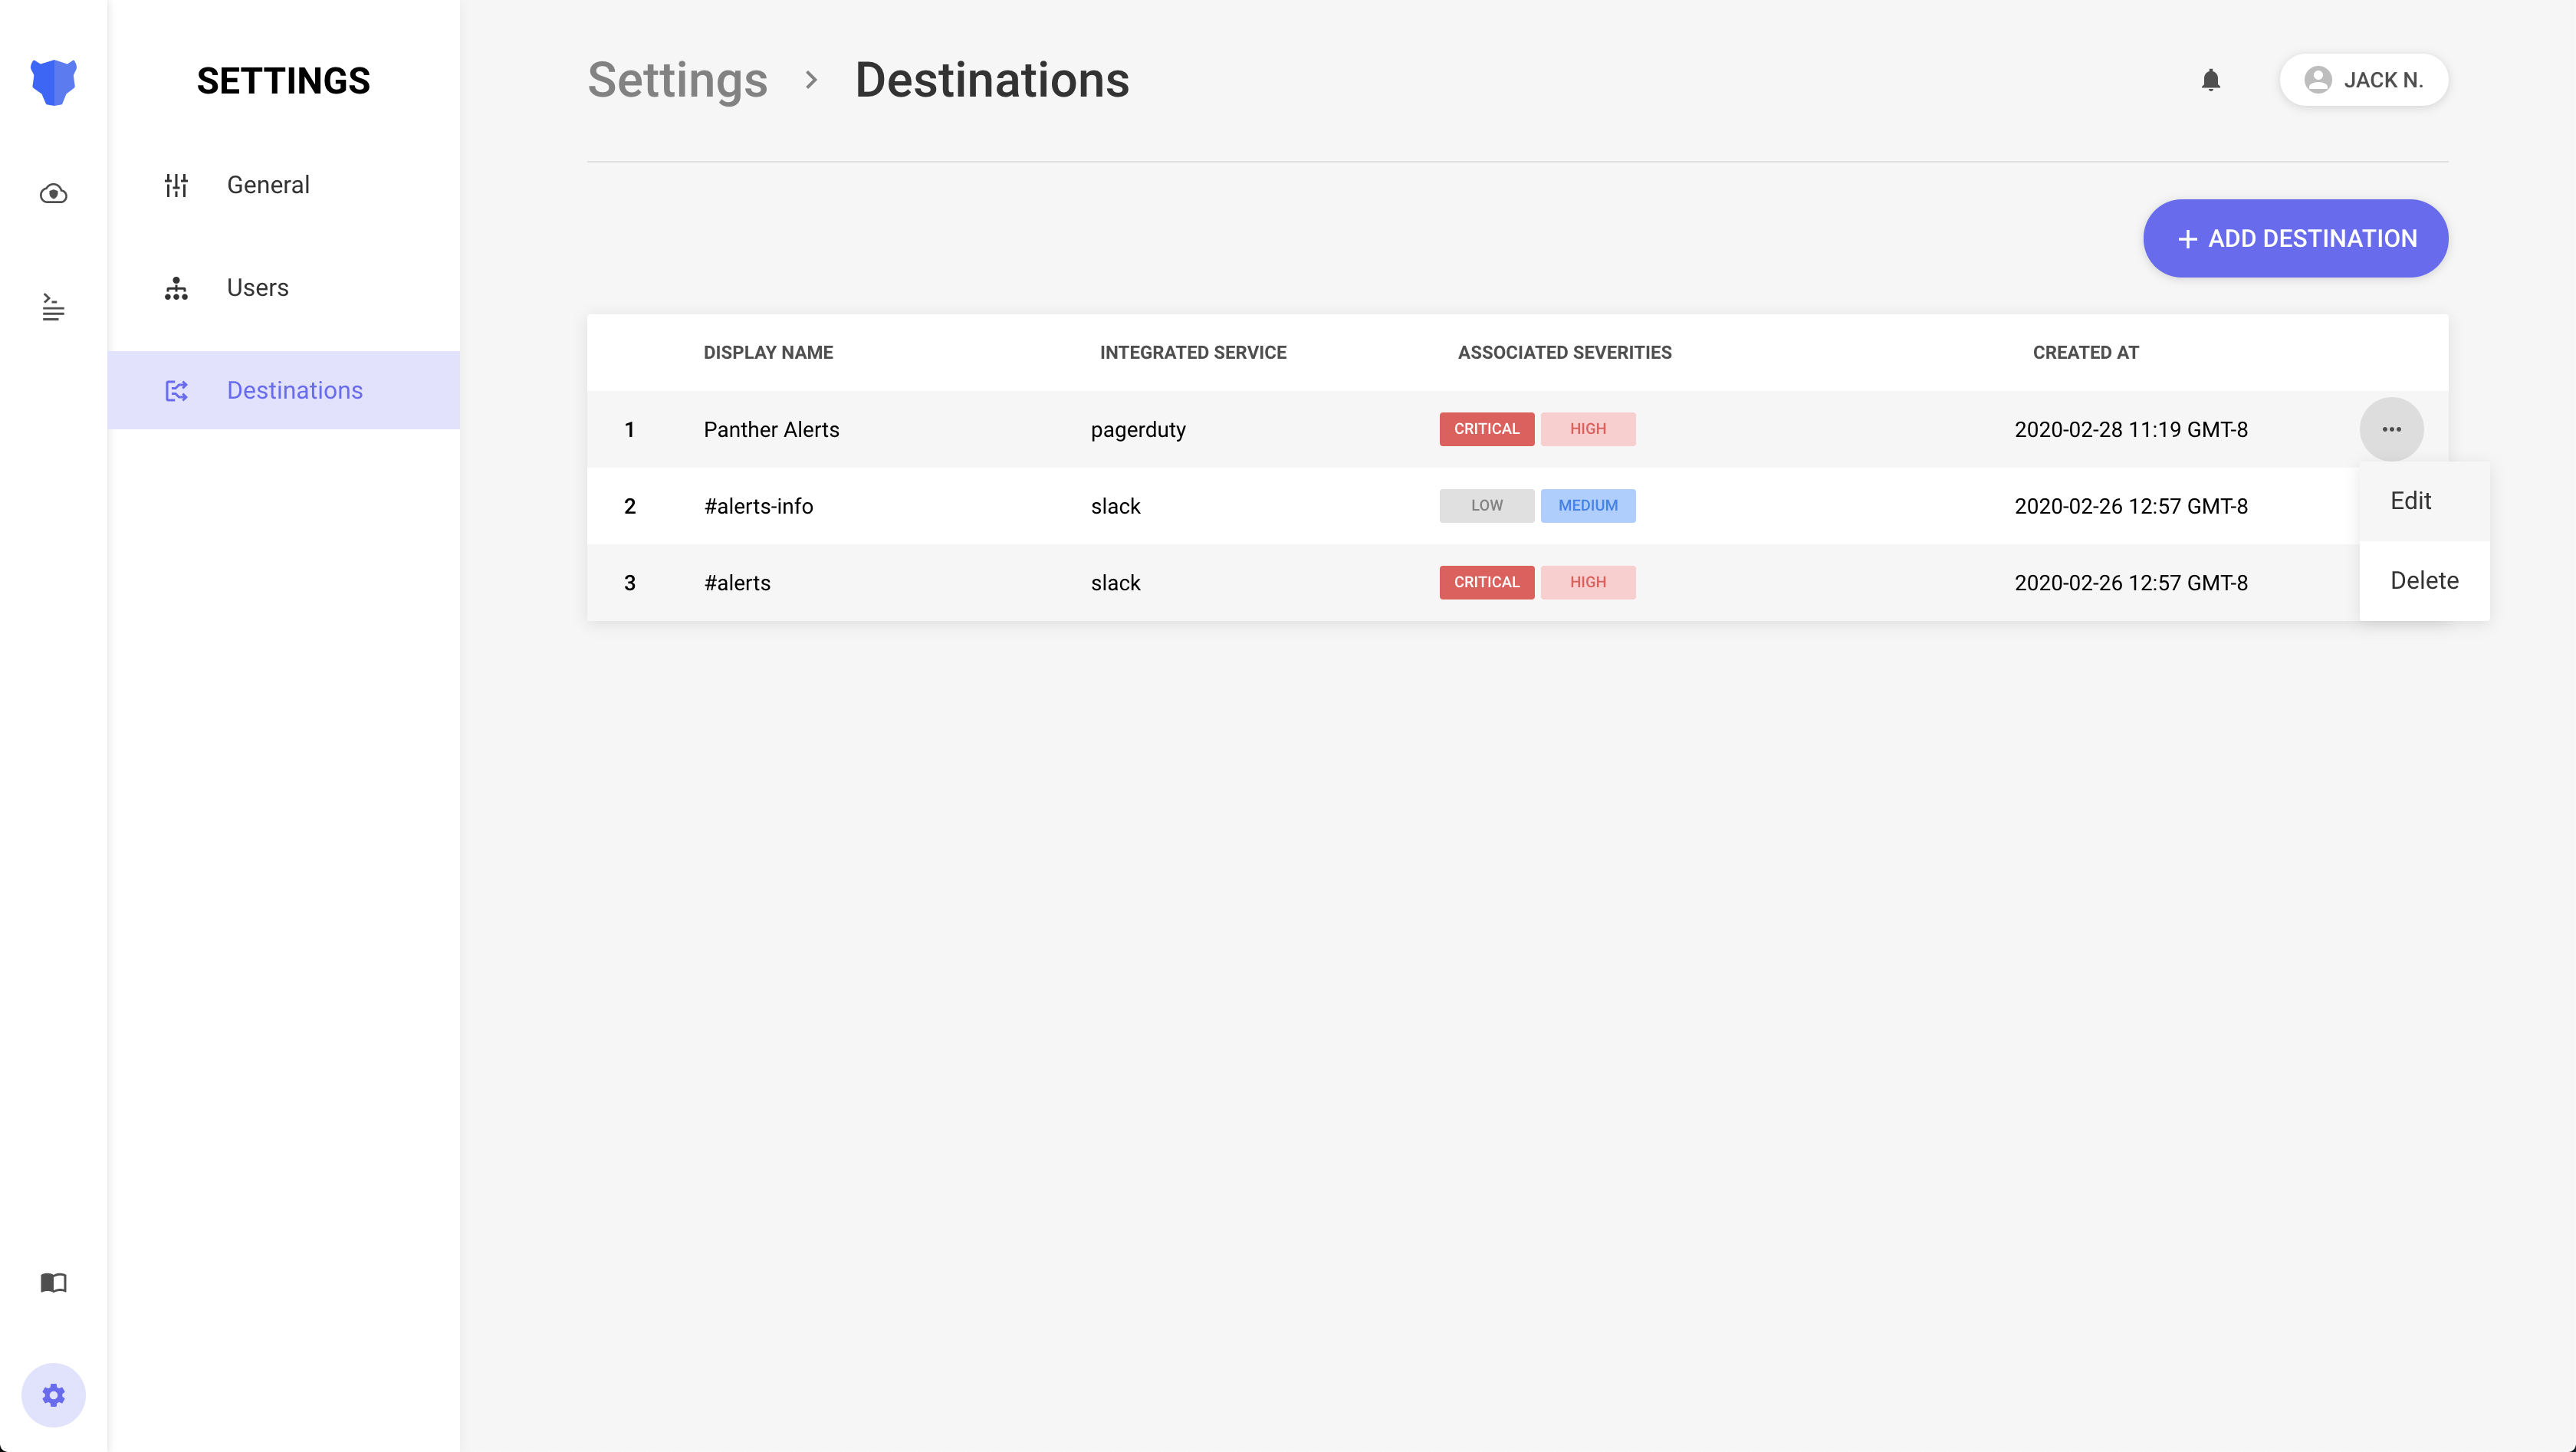 SETTINGS
General
Users
Destinations
Settings > Destinations
JACK N.
+ ADD DESTINATION
DISPLAY NAME INTEGRATED SERVICE ASSOCIATED SEVERITIES CREATED AT
1 Panther Alerts pagerduty CRITICAL HIGH 2020-02-28 11:19 GMT-8
2 #alerts-info slack LOW MEDIUM 2020-02-26 12:57 GMT-8
3 #alerts slack CRITICAL HIGH 2020-02-26 12:57 GMT-8
Edit
Delete